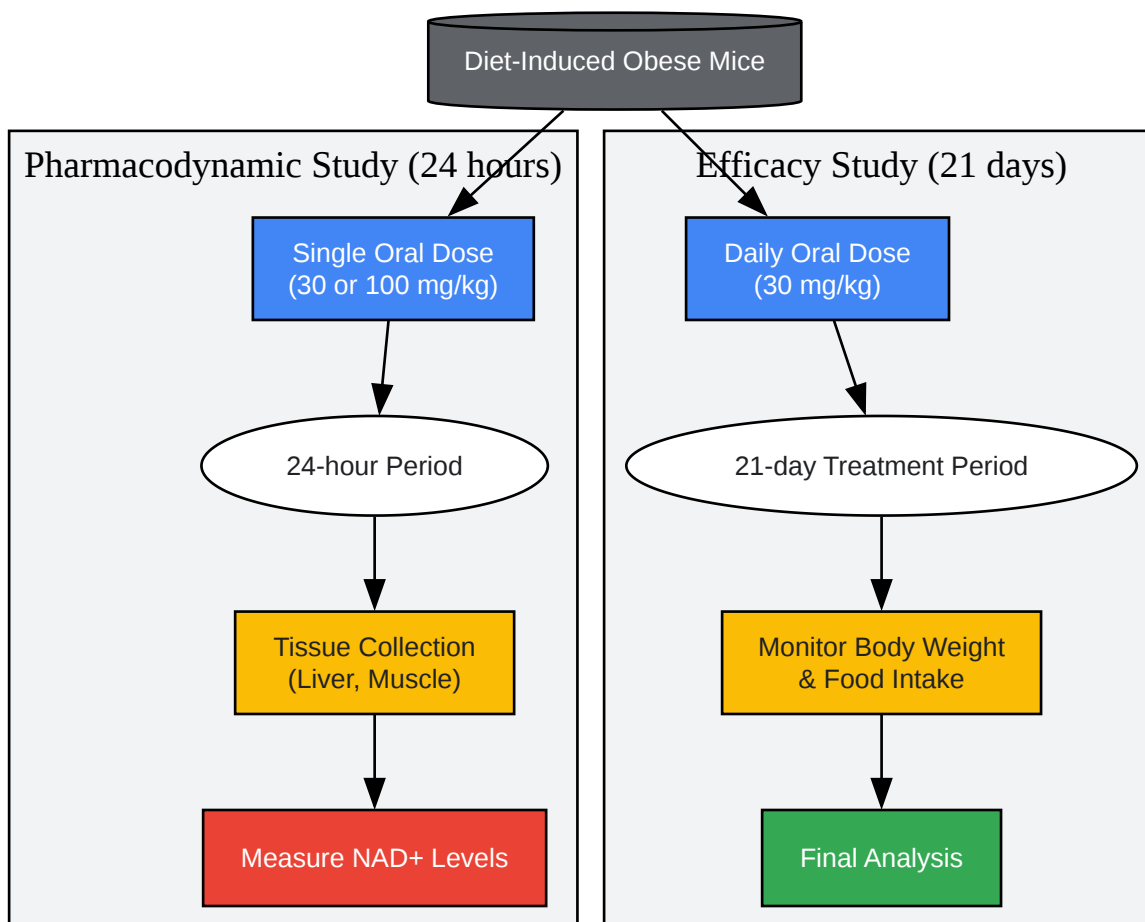 Diet-Induced Obese Mice
Pharmacodynamic Study (24 hours)
Single Oral Dose
(30 or 100 mg/kg)
24-hour Period
Tissue Collection
(Liver, Muscle)
Measure NAD+ Levels
Efficacy Study (21 days)
Daily Oral Dose
(30 mg/kg)
21-day Treatment Period
Monitor Body Weight
& Food Intake
Final Analysis